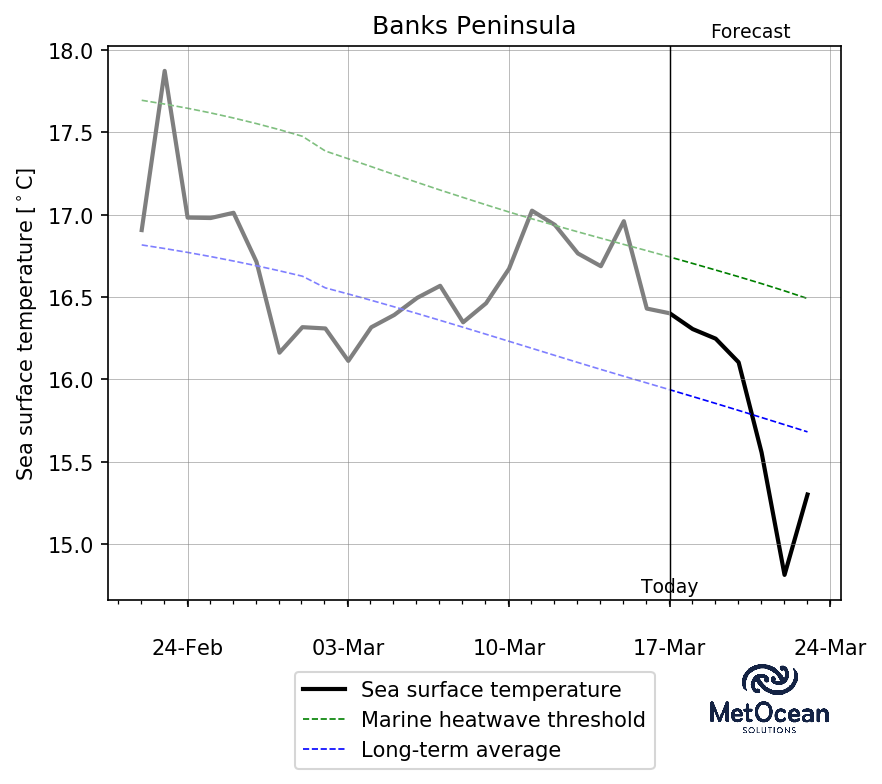 Banks Peninsula
Forecast
Sea surface temperature [°C]
18.0
17.5
17.0
16.5
16.0
15.5
15.0
Today
24-Feb 03-Mar 10-Mar 17-Mar 24-Mar
Sea surface temperature
Marine heatwave threshold
Long-term average
MetOcean
SOLUTIONS